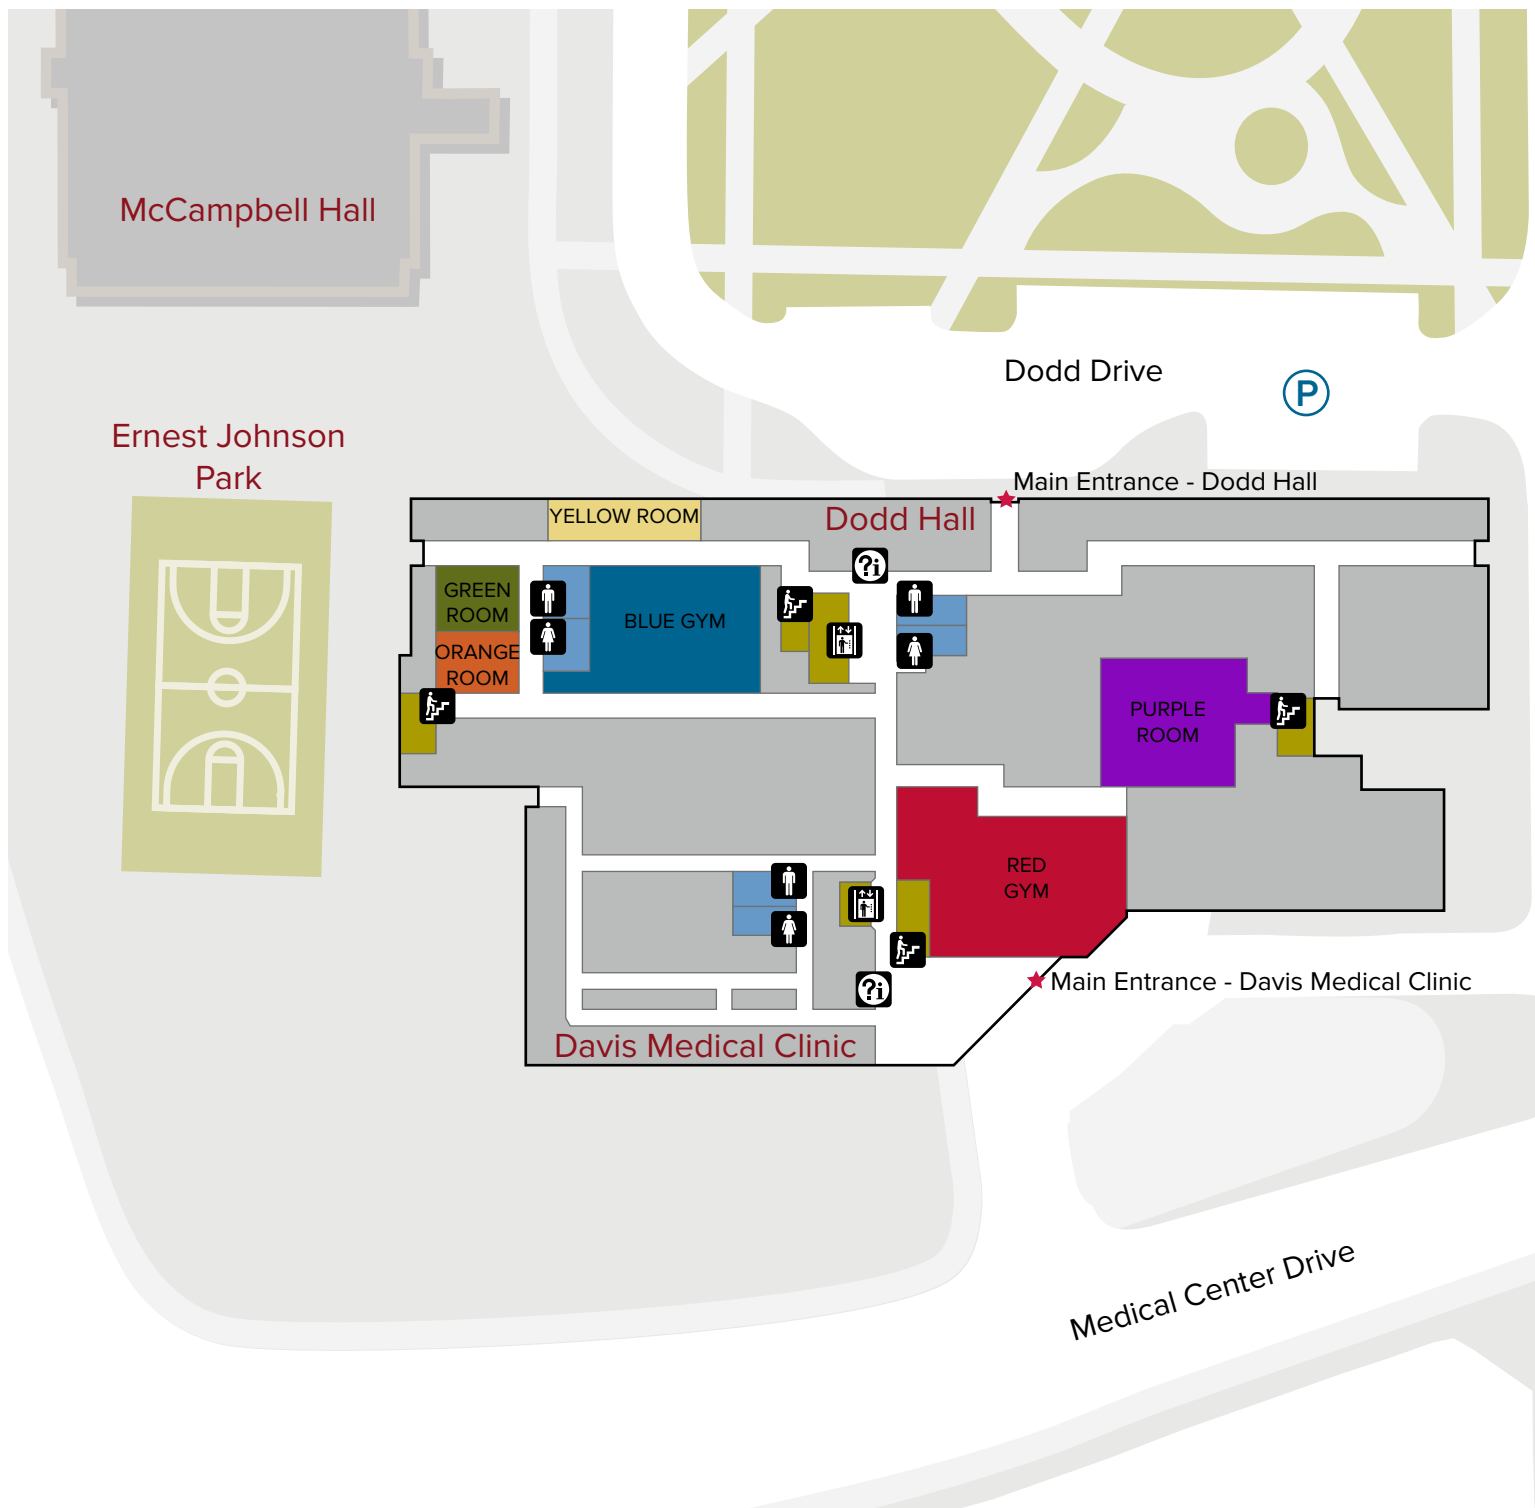 McCampbell Hall
Dodd Drive
P
Ernest Johnson
Park
Main Entrance - Dodd Hall
YELLOW ROOM
Dodd Hall
?i
GREEN
ROOM
BLUE GYM
ORANGE
ROOM
PURPLE
ROOM
RED
GYM
?i
Main Entrance - Davis Medical Clinic
Davis Medical Clinic
Medical Center Drive